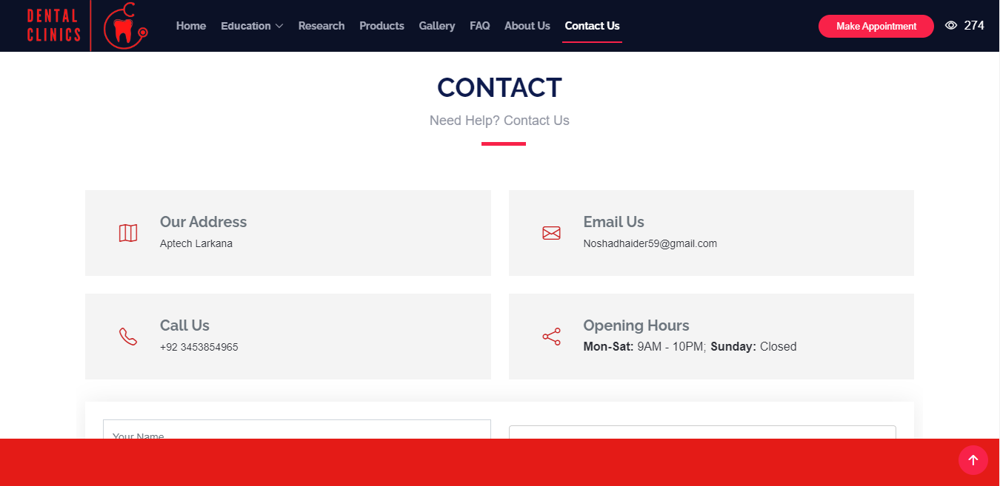 DENTAL
CLINICS
Home Education Research Products Gallery FAQ About Us Contact Us Make Appointment 274
CONTACT
Need Help? Contact Us
Our Address
Aptech Larkana
Email Us
Noshadhaider59@gmail.com
Call Us
+92 3453854965
Opening Hours
Mon-Sat: 9AM - 10PM; Sunday: Closed
Your Name